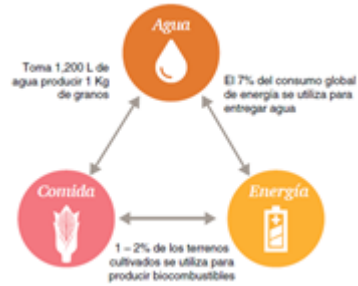 Agua
Toma 1,200 L de
agua producir 1 Kg
de granos
El 7% del consumo global
de energía se utiliza para
entregar agua
Comida
Energía
1 – 2% de los terrenos
cultivados se utiliza para
producir biocombustibles